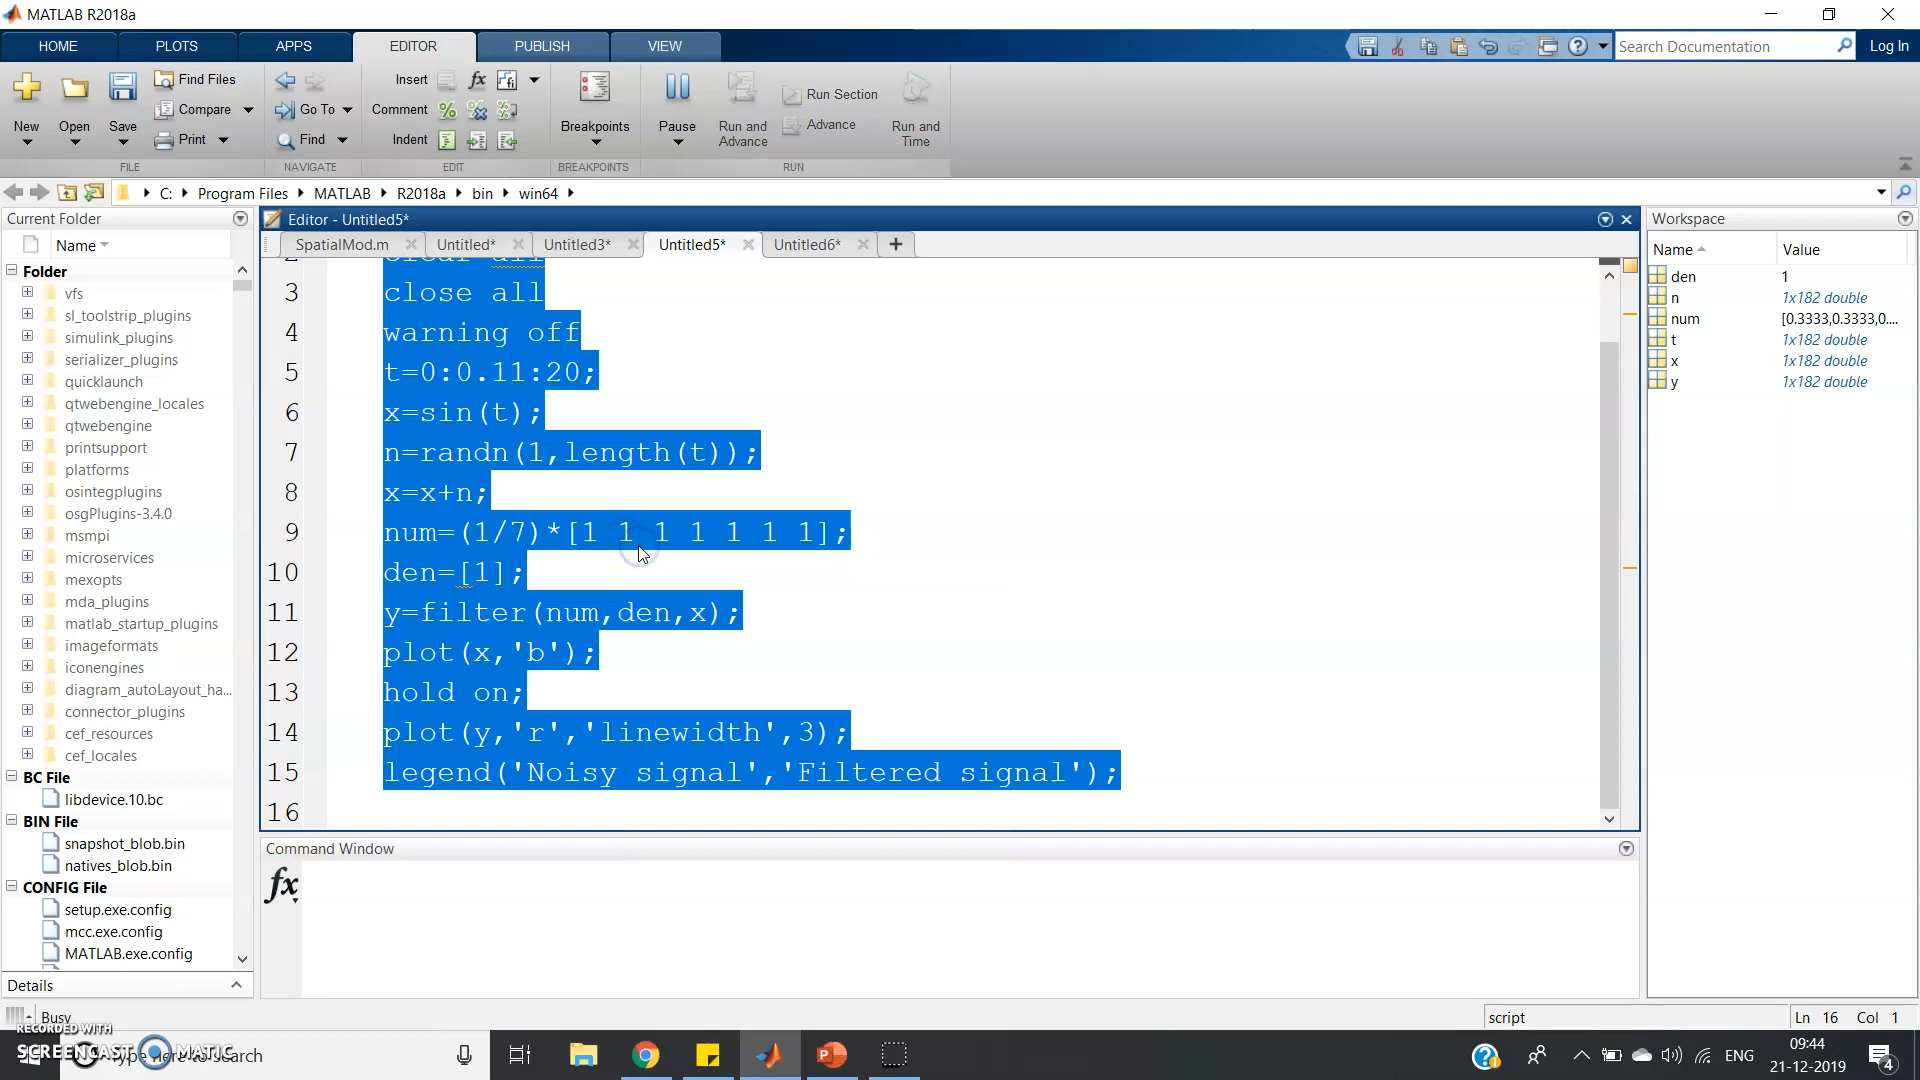 MATLAB R2018a
HOME PLOTS APPS EDITOR PUBLISH VIEW Search Documentation Log In
New Open Save Find Files Compare Print
Go To Find
Insert fx Comment Indent
Breakpoints Pause Run and Advance Run Section Advance Run and Time
FILE NAVIGATE EDIT BREAKPOINTS RUN
C: Program Files MATLAB R2018a bin win64
Current Folder
Name
Folder
vfs
sl_toolstrip_plugins
simulink_plugins
serializer_plugins
quicklaunch
qtwebengine_locales
qtwebengine
printsupport
platforms
osintegplugins
osgPlugins-3.4.0
msmpi
microservices
mexopts
mda_plugins
matlab_startup_plugins
imageformats
iconengines
diagram_autoLayout_ha...
connector_plugins
cef_resources
cef_locales
BC File
libdevice.10.bc
BIN File
snapshot_blob.bin
natives_blob.bin
CONFIG File
setup.exe.config
mcc.exe.config
MATLAB.exe.config
Details
Editor - Untitled5*
SpatialMod.m Untitled* Untitled3* Untitled5* Untitled6*
2 clear all
3 close all
4 warning off
5 t=0:0.11:20;
6 x=sin(t);
7 n=randn(1,length(t));
8 x=x+n;
9 num=(1/7)*[1 1 1 1 1 1 1];
10 den=[1];
11 y=filter(num,den,x);
12 plot(x,'b');
13 hold on;
14 plot(y,'r','linewidth',3);
15 legend('Noisy signal','Filtered signal');
16
Command Window
fx
Workspace
Name Value
den 1
n 1x182 double
num [0.3333,0.3333,0....
t 1x182 double
x 1x182 double
y 1x182 double
Busy
script Ln 16 Col 1
RECORDED WITH
SCREENCAST MATIC
Type here to search
ENG
09:44
21-12-2019
4